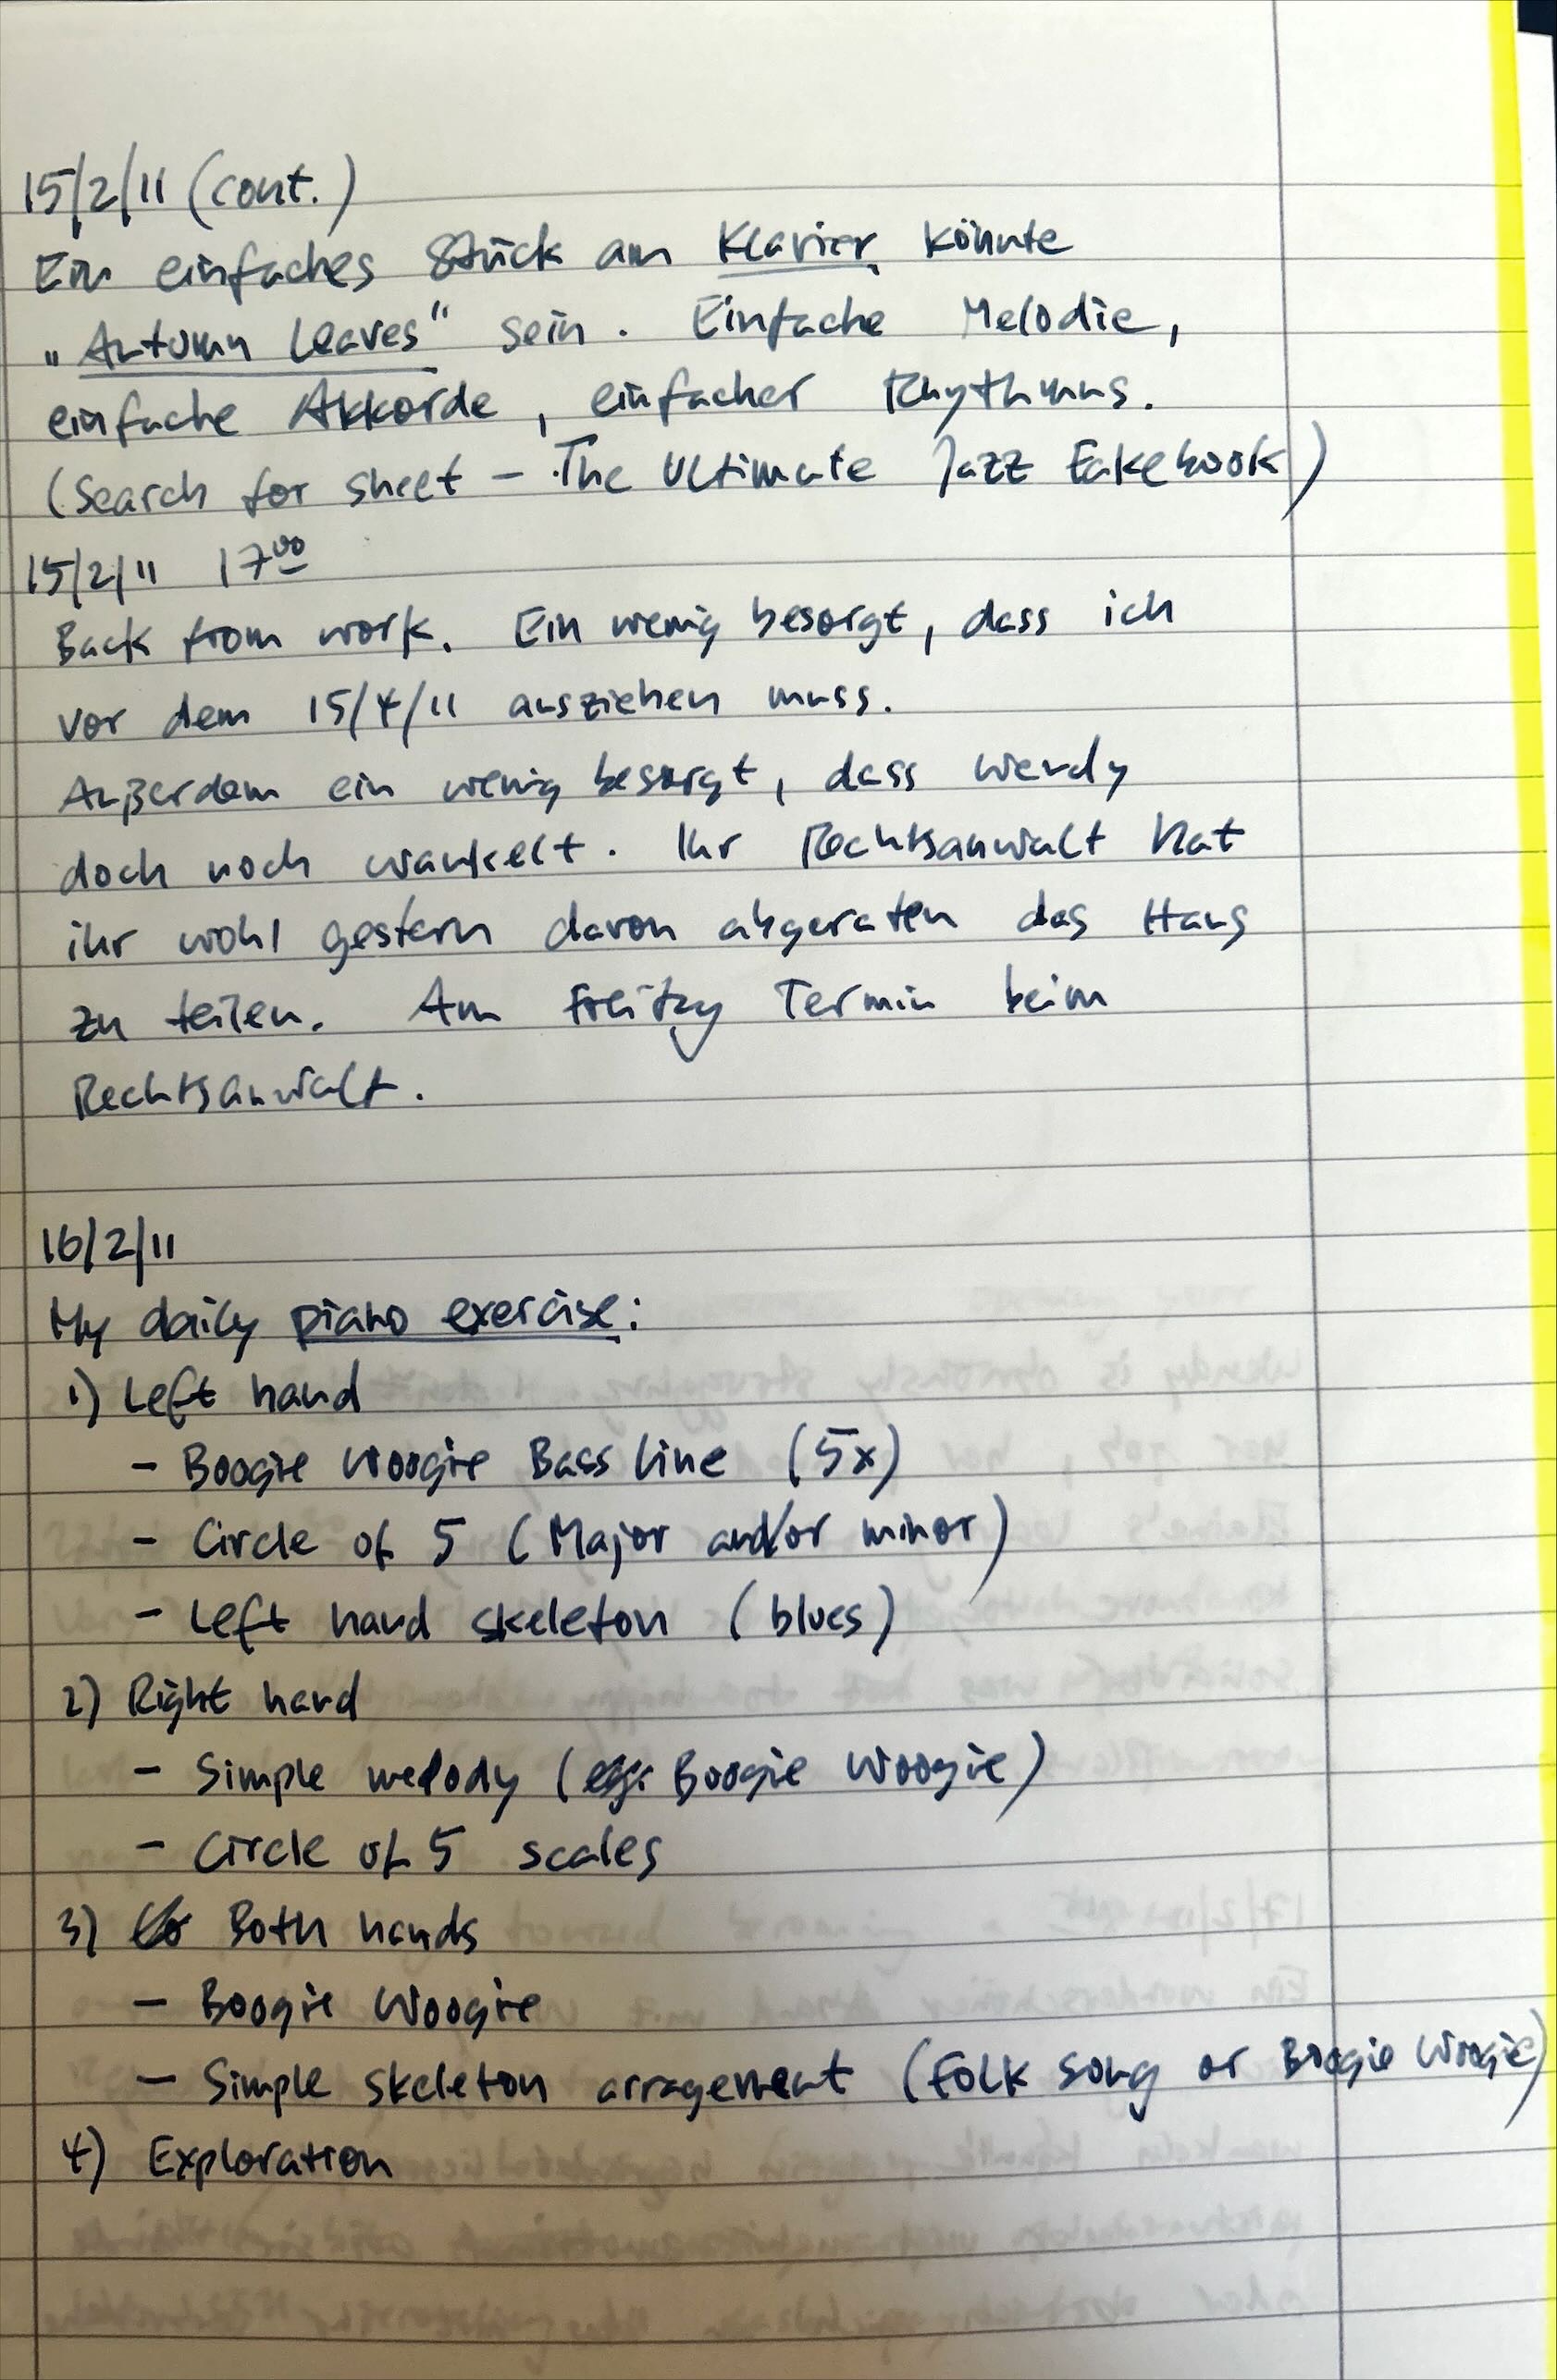 15/2/11 (cont.)
Ein einfaches Stück am Klavier könnte
„Autumn Leaves" sein. Einfache Melodie,
einfache Akkorde, einfacher Rhythmus.
(Search for sheet – The Ultimate Jazz Fakebook)
15/2/11 17⁰⁰
Back from work. Ein wenig besorgt, dass ich
vor dem 15/4/11 ausziehen muss.
Außerdem ein wenig besorgt, dass Wendy
doch noch wankelt. Ihr Rechtsanwalt hat
ihr wohl gestern davon abgeraten das Haus
zu teilen. Am Freitag Termin beim
Rechtsanwalt.
16/2/11
My daily piano exercise:
1) Left hand
– Boogie Woogie Bass line (5x)
– Circle of 5 (Major and/or minor)
– Left hand skeleton (blues)
2) Right hand
– Simple melody (eg. Boogie Woogie)
– Circle of 5 scales
3) Both hands
– Boogie Woogie
– Simple skeleton arragement (Folk song or Boogie Woogie)
4) Exploration